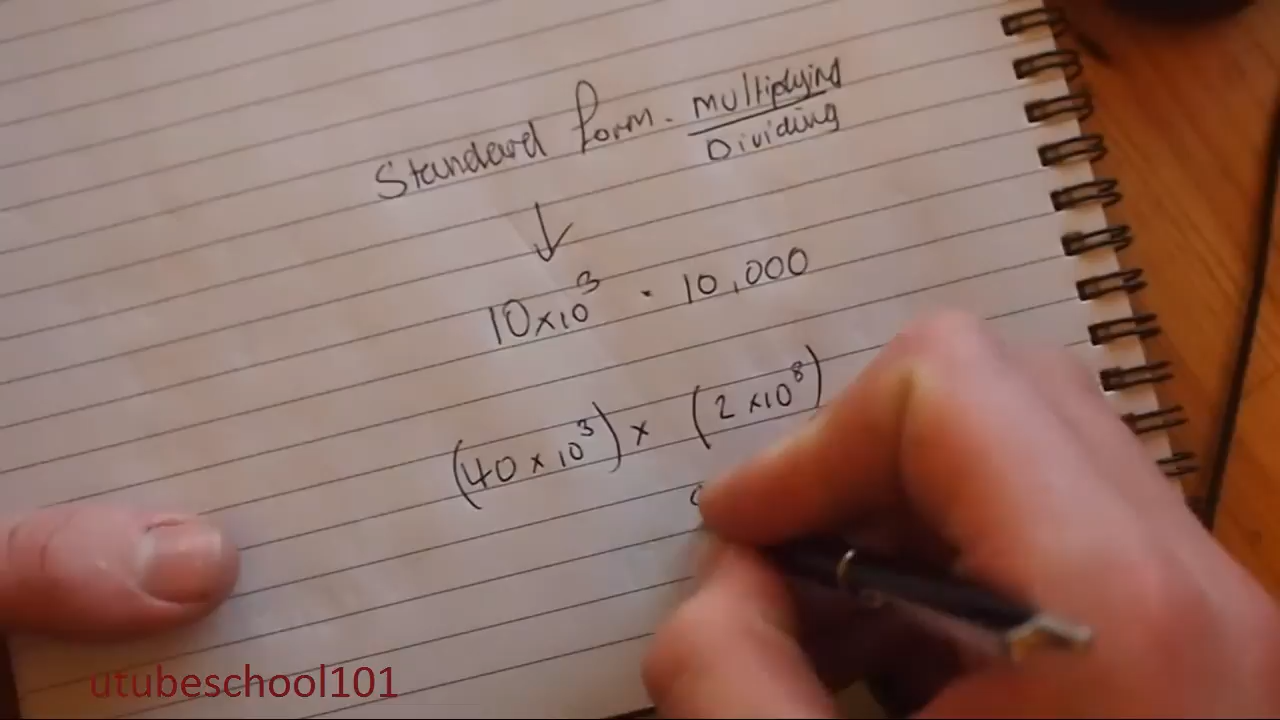 Standard form. multiplying
Dividing
↓
10×10³ = 10,000
(40×10³) × (2×10⁸)
utubeschool101